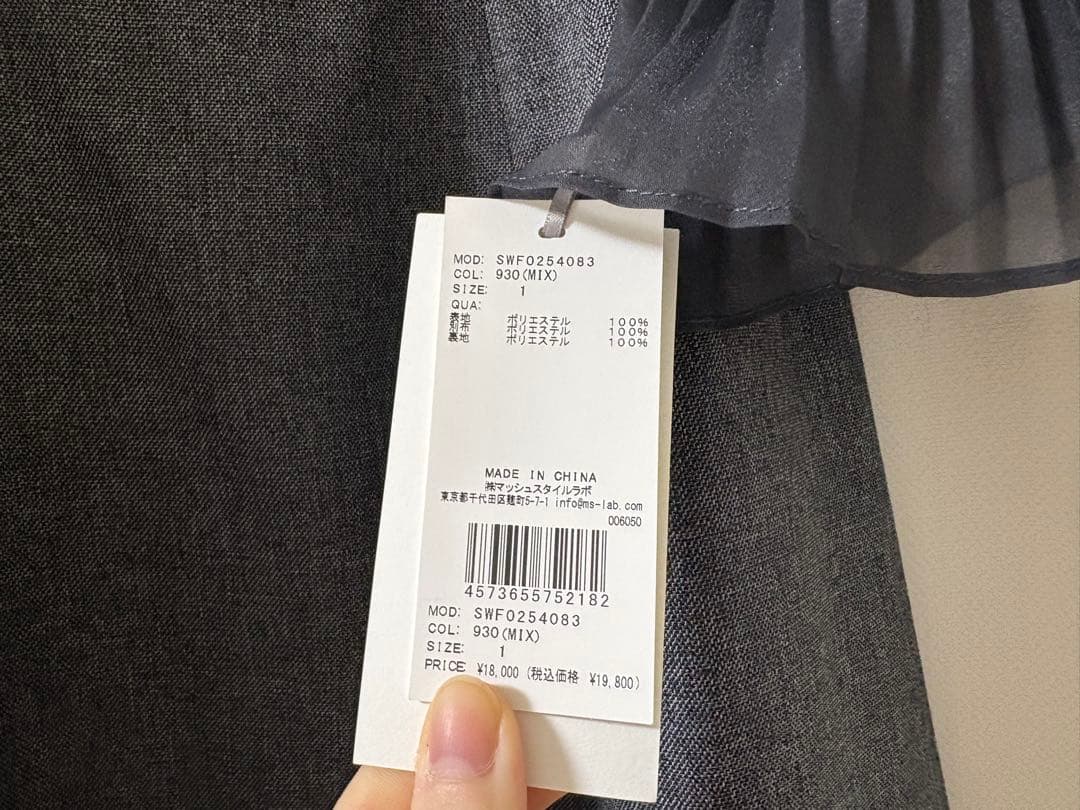 MOD: SWF0254083
COL: 930(MIX)
SIZE: 1
QUA:
表地 ポリエステル 100%
別布 ポリエステル 100%
裏地 ポリエステル 100%
MADE IN CHINA
㈱マッシュスタイルラボ
東京都千代田区麹町5-7-1 info@ms-lab.com
006050
4573655752182
MOD: SWF0254083
COL: 930(MIX)
SIZE: 1
PRICE: ¥18,000 (税込価格 ¥19,800)